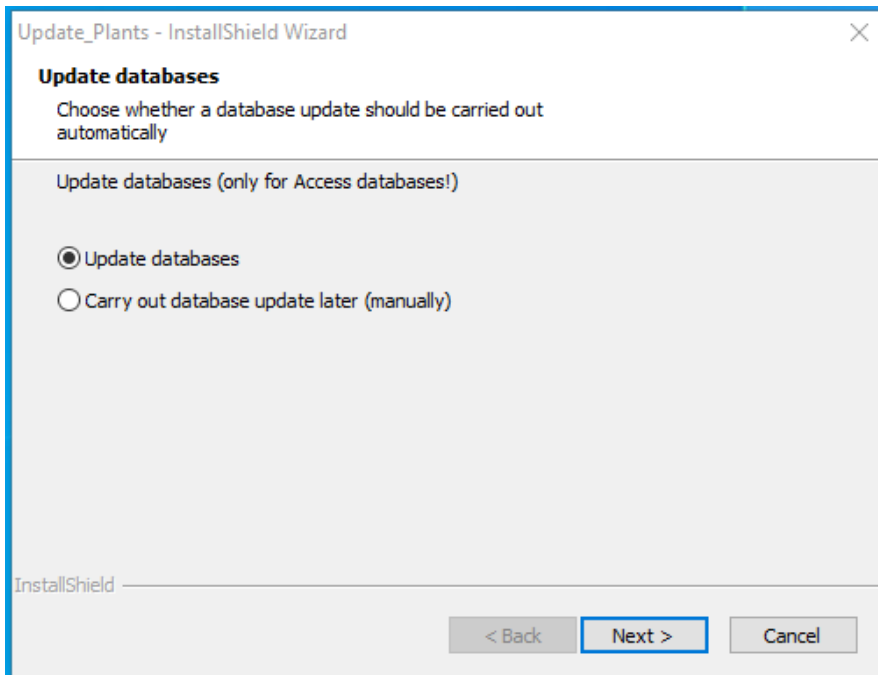 Update_Plants - InstallShield Wizard
Update databases
Choose whether a database update should be carried out
automatically
Update databases (only for Access databases!)
Update databases
Carry out database update later (manually)
InstallShield
< Back Next > Cancel